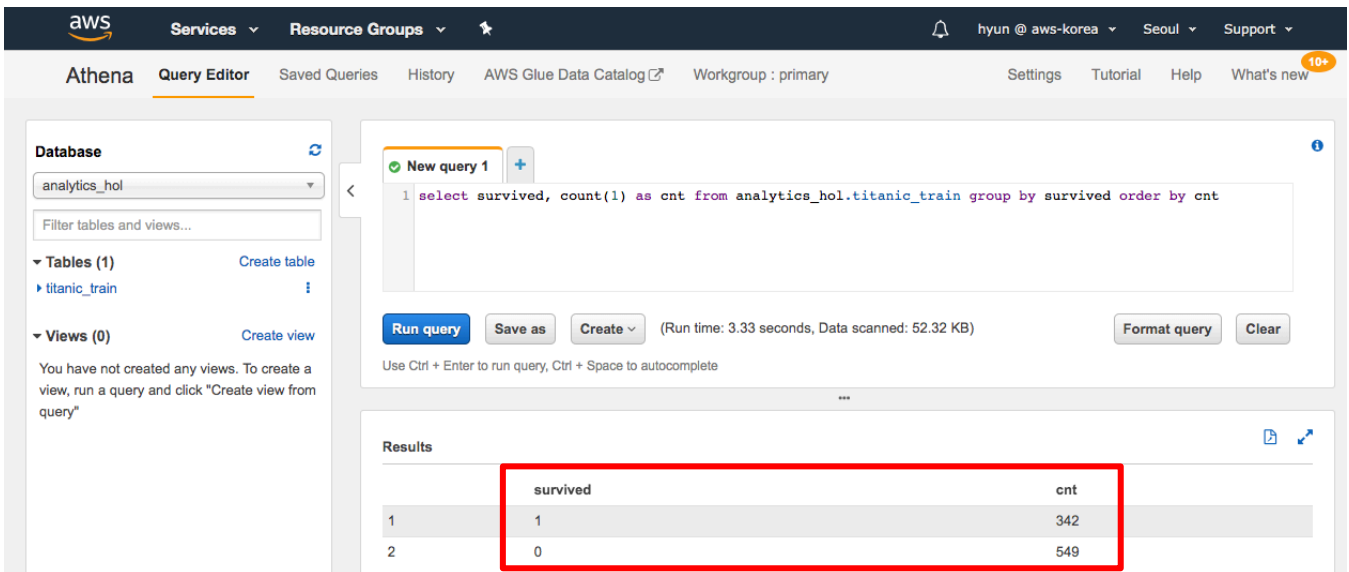 aws Services Resource Groups hyun @ aws-korea Seoul Support
Athena Query Editor Saved Queries History AWS Glue Data Catalog Workgroup : primary Settings Tutorial Help What's new 10+
Database
analytics_hol
Filter tables and views...
Tables (1) Create table
titanic_train
Views (0) Create view
You have not created any views. To create a
view, run a query and click "Create view from
query"
New query 1 +
1 select survived, count(1) as cnt from analytics_hol.titanic_train group by survived order by cnt
Run query Save as Create (Run time: 3.33 seconds, Data scanned: 52.32 KB) Format query Clear
Use Ctrl + Enter to run query, Ctrl + Space to autocomplete
Results
survived cnt
1 1 342
2 0 549